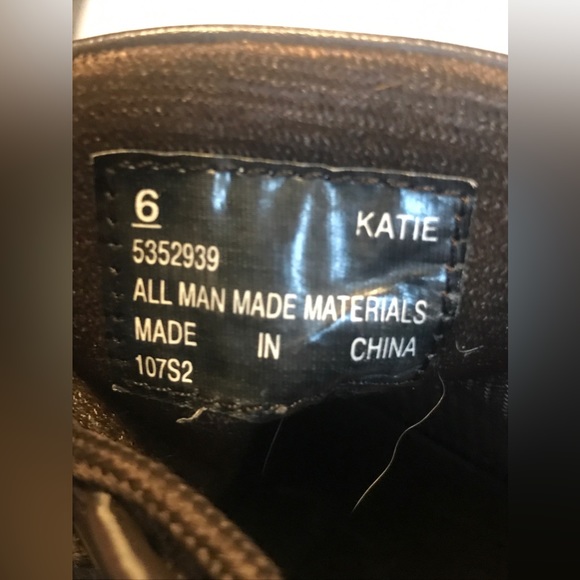 6 KATIE
5352939
ALL MAN MADE MATERIALS
MADE IN CHINA
107S2